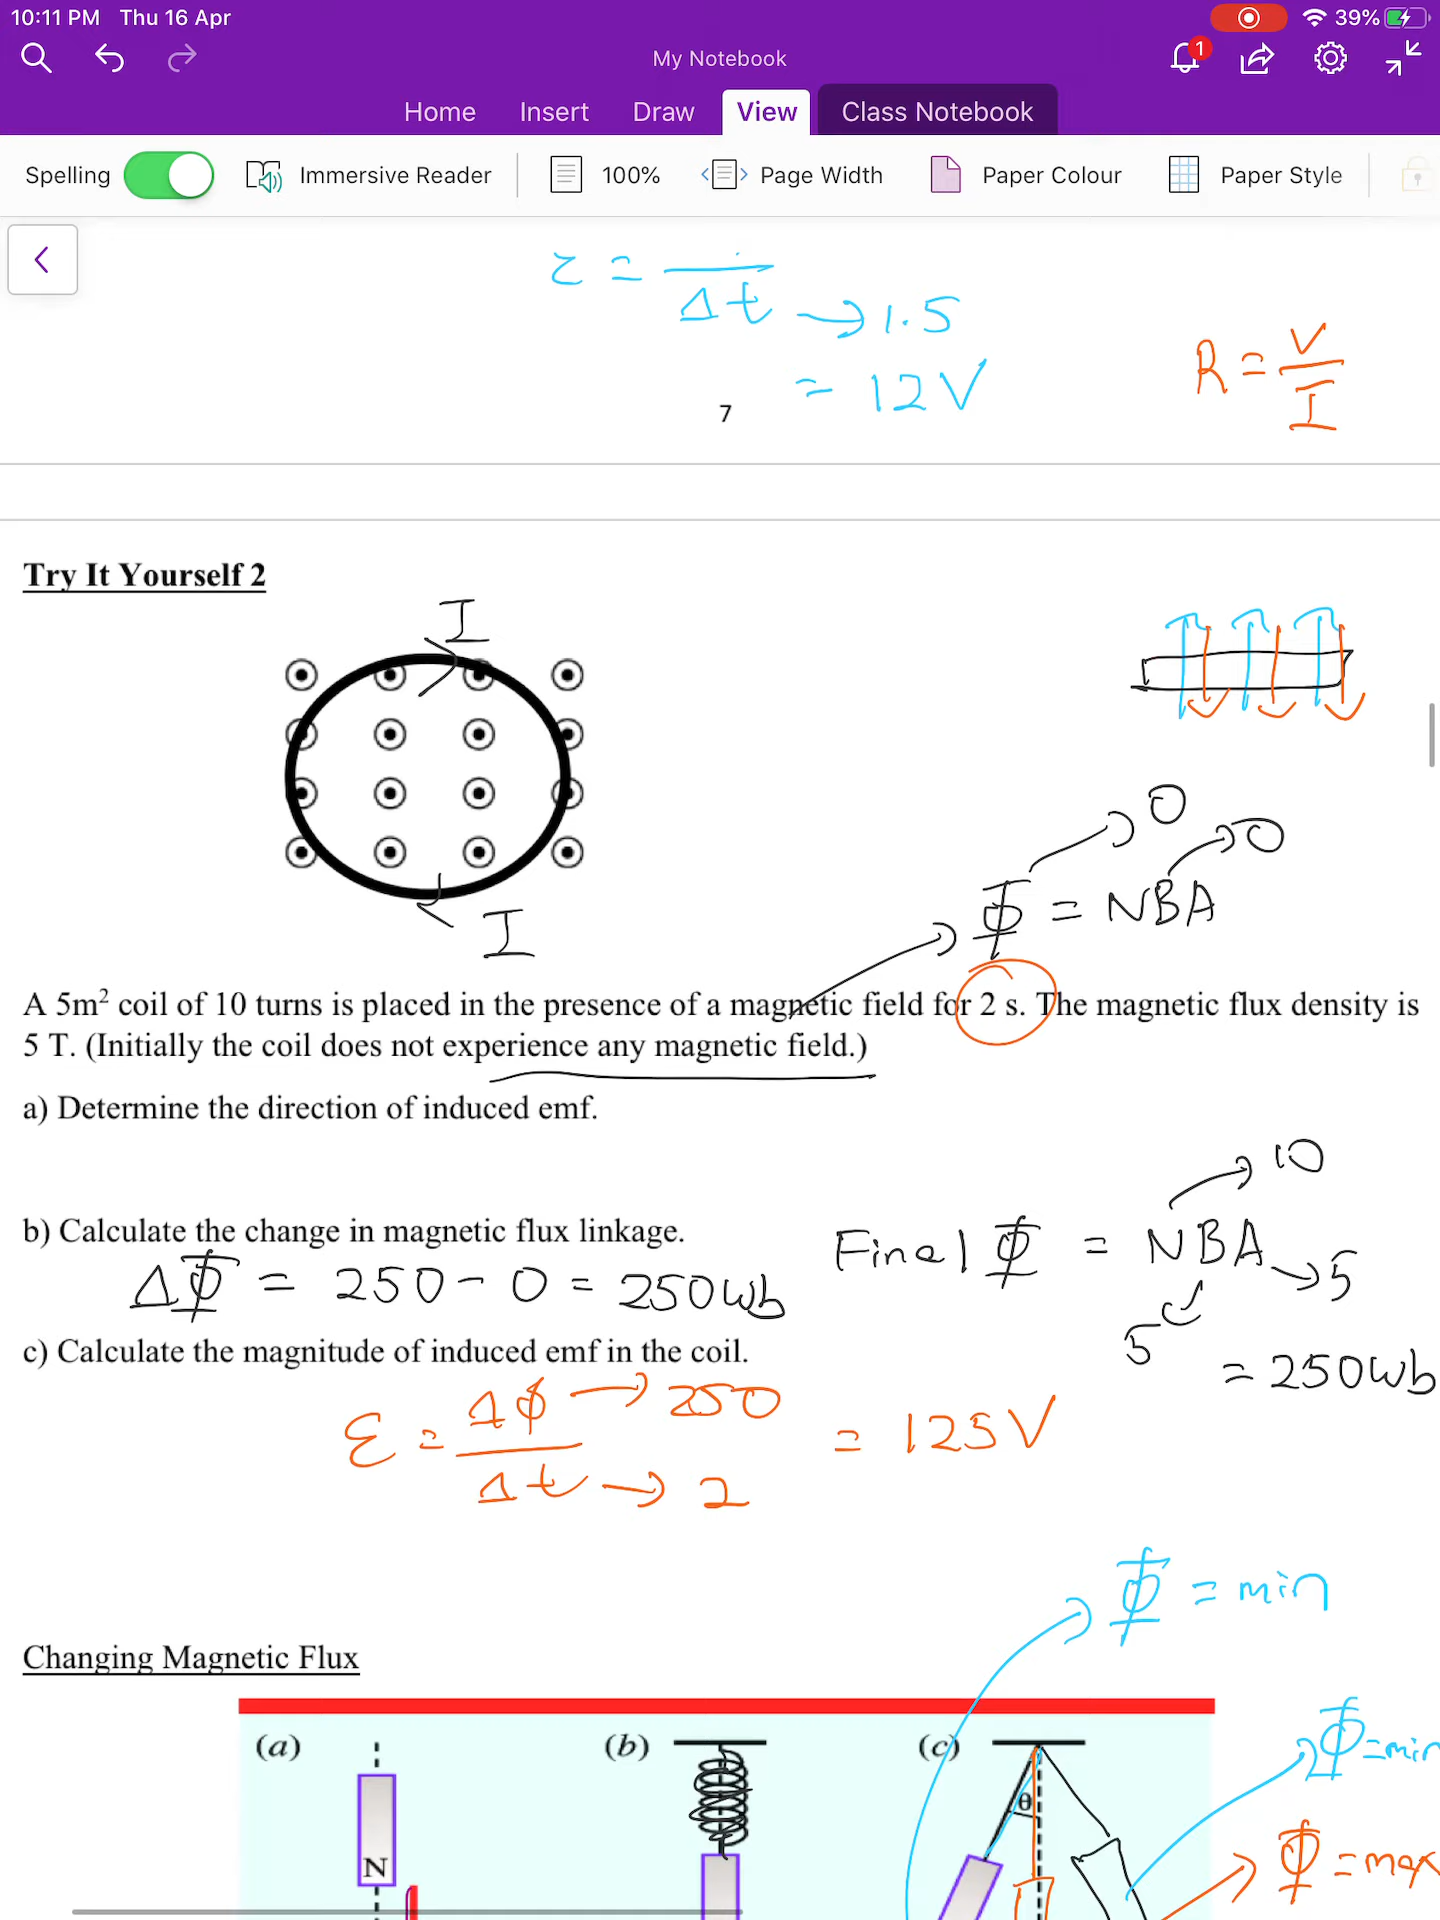 10:11 PM Thu 16 Apr
39%
My Notebook
1
Home Insert Draw View Class Notebook
Spelling Immersive Reader 100% Page Width Paper Colour Paper Style
ε = / Δt → 1.5
= 12V
R = V / I
7
Try It Yourself 2
I
I
0
0
Φ = NBA
A 5m² coil of 10 turns is placed in the presence of a magnetic field for 2 s. The magnetic flux density is
5 T. (Initially the coil does not experience any magnetic field.)
a) Determine the direction of induced emf.
10
b) Calculate the change in magnetic flux linkage.
Final Φ = NBA → 5
5
= 250wb
ΔΦ = 250 - 0 = 250wb
c) Calculate the magnitude of induced emf in the coil.
ε = Δϕ → 250 / Δt → 2 = 125V
Φ = min
Changing Magnetic Flux
(a) (b) (c)
Φ = min
θ
N
Φ = max